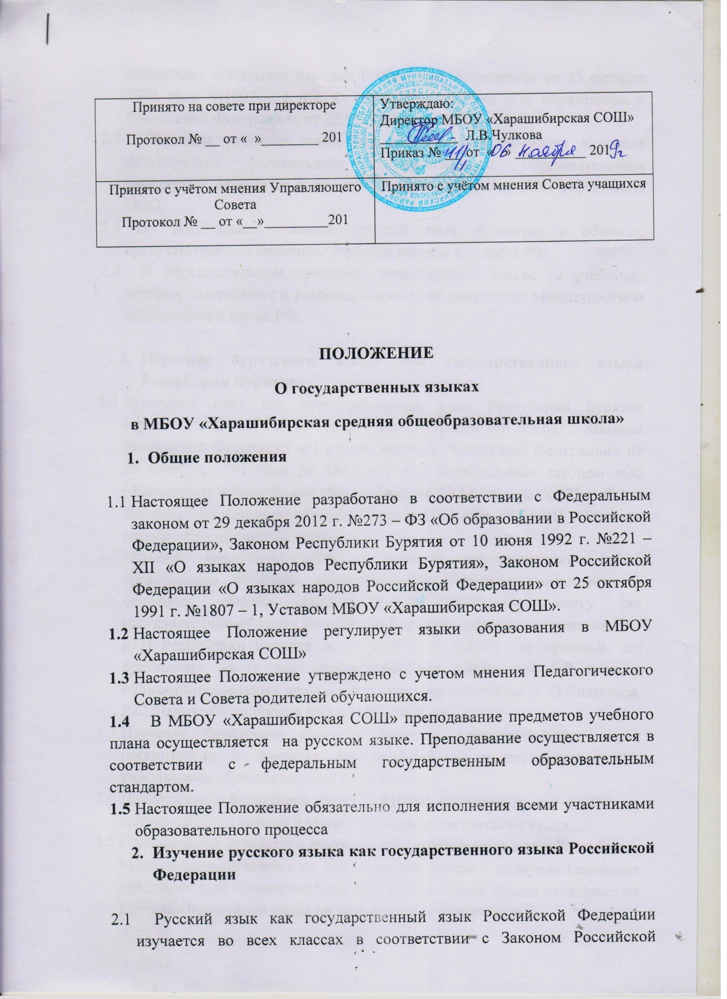 Принято на совете при директоре
Протокол № __ от « »________ 201
Утверждаю:
Директор МБОУ «Харашибирская СОШ»
Л.В.Чулкова
Приказ № от «06» ноября 2019г
Принято с учётом мнения Управляющего
Совета
Протокол № __ от «__»_________201
Принято с учётом мнения Совета учащихся
ПОЛОЖЕНИЕ
О государственных языках
в МБОУ «Харашибирская средняя общеобразовательная школа»
1. Общие положения
1.1 Настоящее Положение разработано в соответствии с Федеральным
законом от 29 декабря 2012 г. №273 – ФЗ «Об образовании в Российской
Федерации», Законом Республики Бурятия от 10 июня 1992 г. №221 –
XII «О языках народов Республики Бурятия», Законом Российской
Федерации «О языках народов Российской Федерации» от 25 октября
1991 г. №1807 – 1, Уставом МБОУ «Харашибирская СОШ».
1.2 Настоящее Положение регулирует языки образования в МБОУ
«Харашибирская СОШ»
1.3 Настоящее Положение утверждено с учетом мнения Педагогического
Совета и Совета родителей обучающихся.
1.4 В МБОУ «Харашибирская СОШ» преподавание предметов учебного
плана осуществляется на русском языке. Преподавание осуществляется в
соответствии с федеральным государственным образовательным
стандартом.
1.5 Настоящее Положение обязательно для исполнения всеми участниками
образовательного процесса
2. Изучение русского языка как государственного языка Российской
Федерации
2.1 Русский язык как государственный язык Российской Федерации
изучается во всех классах в соответствии с Законом Российской